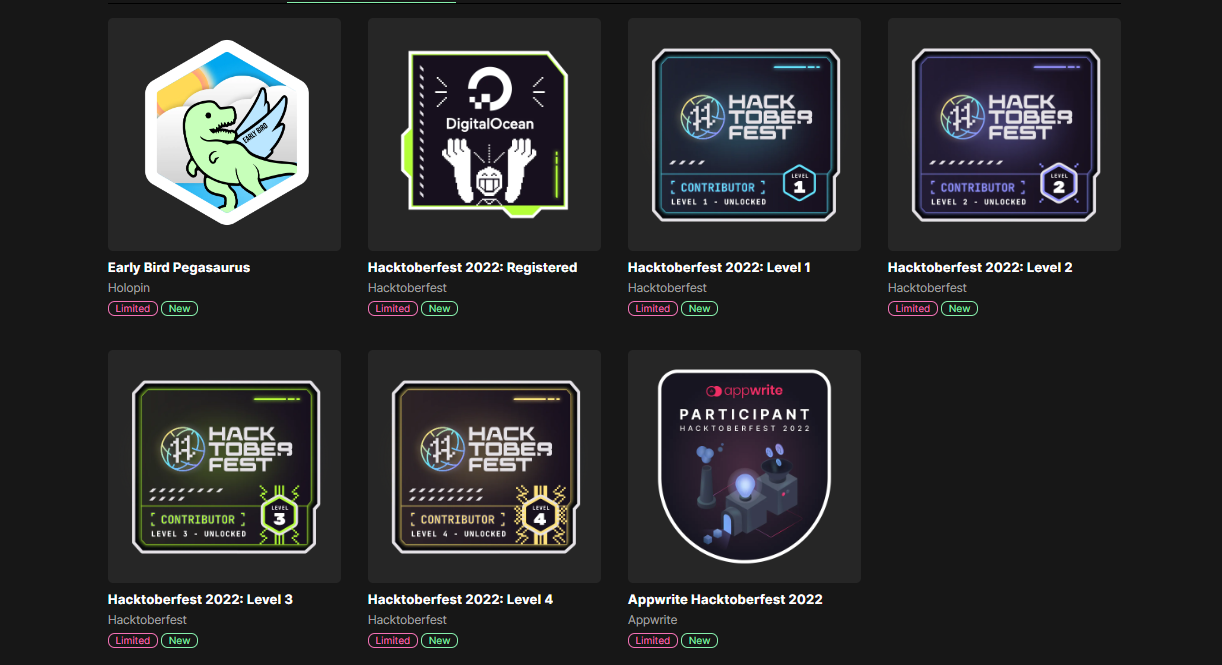 EARLY BIRD
Early Bird Pegasaurus
Holopin
Limited New
DigitalOcean
Hacktoberfest 2022: Registered
Hacktoberfest
Limited New
HACK
TOBER
FEST
CONTRIBUTOR
LEVEL 1 - UNLOCKED
LEVEL
1
Hacktoberfest 2022: Level 1
Hacktoberfest
Limited New
HACK
TOBER
FEST
CONTRIBUTOR
LEVEL 2 - UNLOCKED
LEVEL
2
Hacktoberfest 2022: Level 2
Hacktoberfest
Limited New
HACK
TOBER
FEST
CONTRIBUTOR
LEVEL 3 - UNLOCKED
LEVEL
3
Hacktoberfest 2022: Level 3
Hacktoberfest
Limited New
HACK
TOBER
FEST
CONTRIBUTOR
LEVEL 4 - UNLOCKED
LEVEL
4
Hacktoberfest 2022: Level 4
Hacktoberfest
Limited New
appwrite
PARTICIPANT
HACKTOBERFEST 2022
Appwrite Hacktoberfest 2022
Appwrite
Limited New